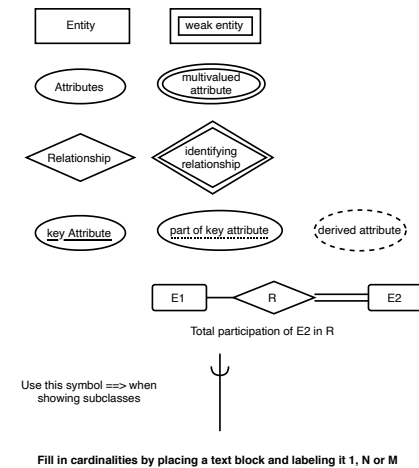 Entity
weak entity
Attributes
multivalued
attribute
Relationship
identifying
relationship
key Attribute
part of key attribute
derived attribute
E1
R
E2
Total participation of E2 in R
Use this symbol ==> when
showing subclasses
Fill in cardinalities by placing a text block and labeling it 1, N or M